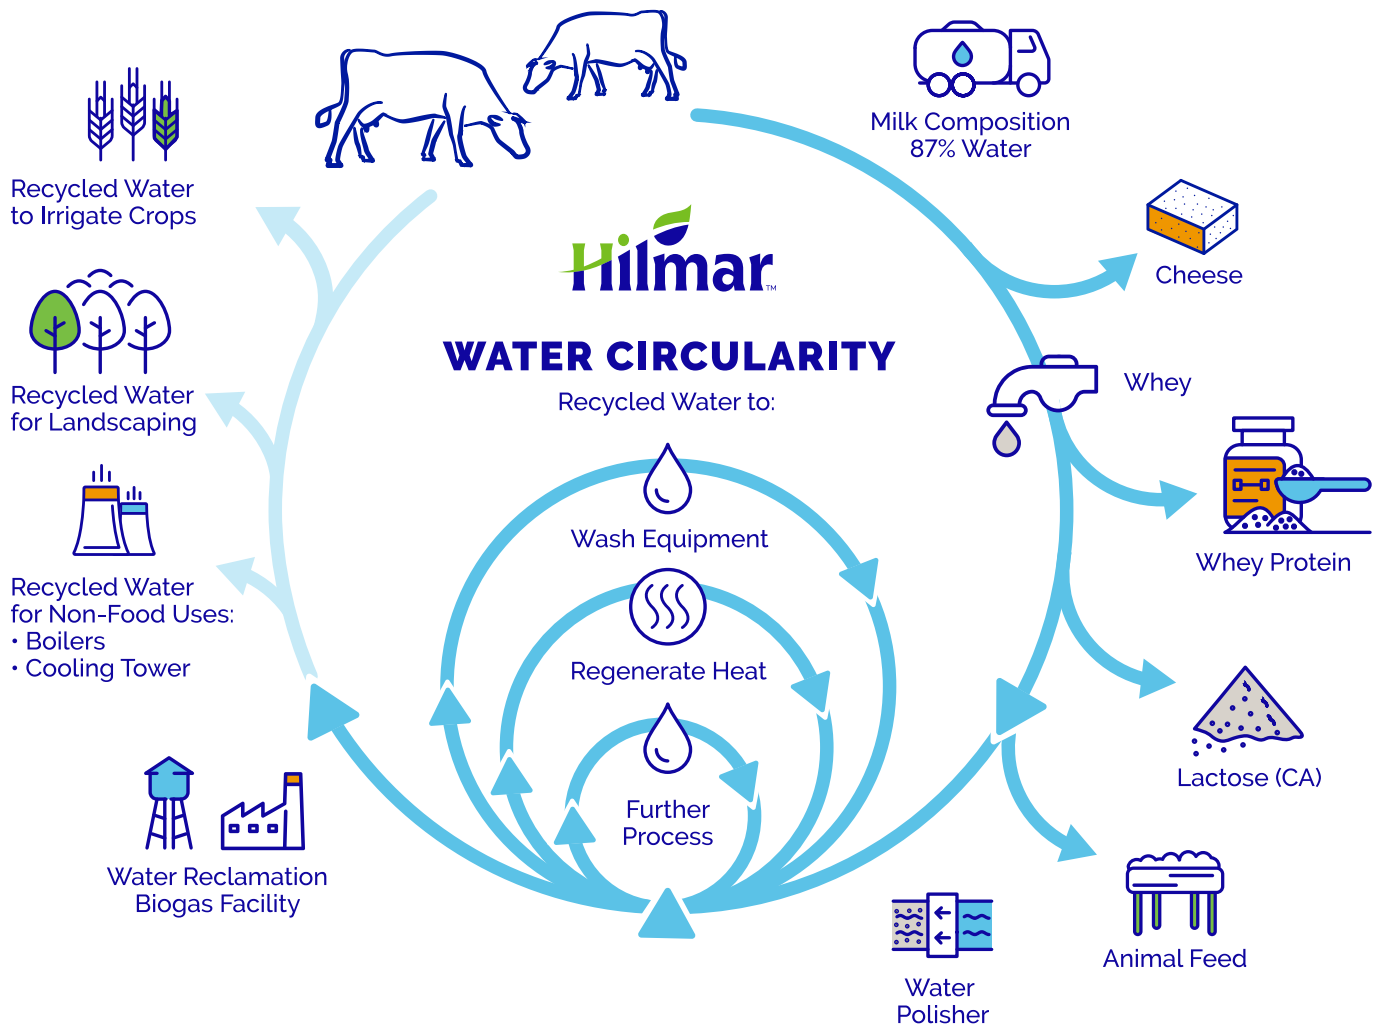 Milk Composition
87% Water
Recycled Water
to Irrigate Crops
Hilmar™
Cheese
WATER CIRCULARITY
Recycled Water to:
Whey
Recycled Water
for Landscaping
Wash Equipment
Whey Protein
Recycled Water
for Non-Food Uses:
• Boilers
• Cooling Tower
Regenerate Heat
Lactose (CA)
Further
Process
Water Reclamation
Biogas Facility
Animal Feed
Water
Polisher